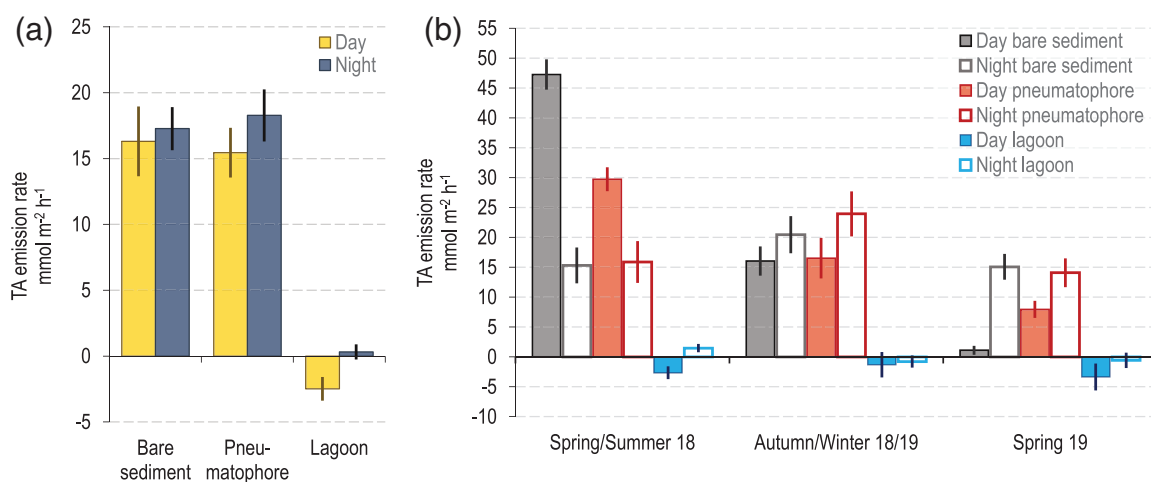 (a)
TA emission rate
mmol m-2 h-1
25
20
15
10
5
0
-5
Day
Night
Bare
sediment
Pneu-
matophore
Lagoon
(b)
TA emission rate
mmol m-2 h-1
55
50
45
40
35
30
25
20
15
10
5
0
-5
-10
Day bare sediment
Night bare sediment
Day pneumatophore
Night pneumatophore
Day lagoon
Night lagoon
Spring/Summer 18
Autumn/Winter 18/19
Spring 19